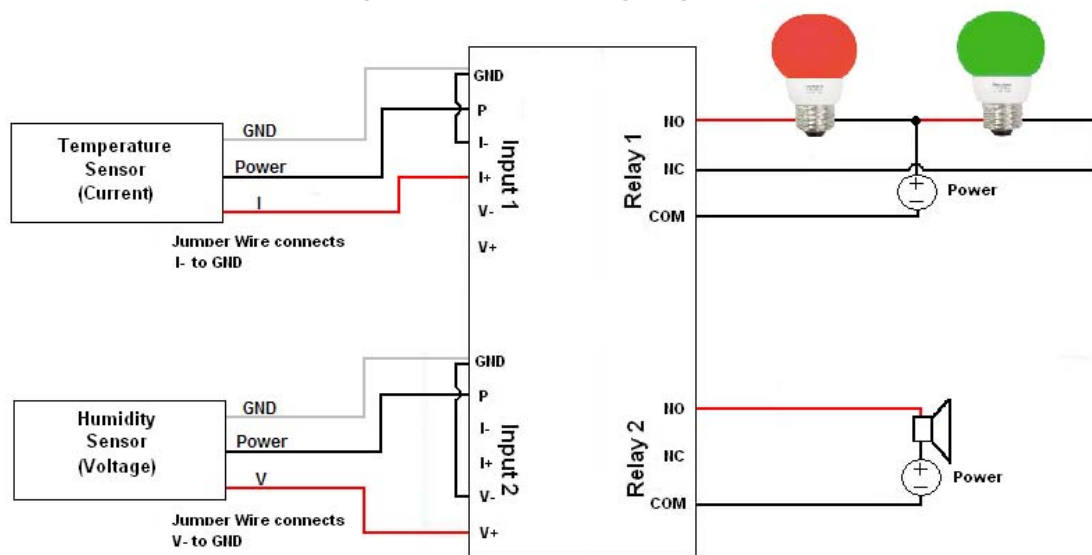 Temperature
Sensor
(Current)
GND
Power
I
Jumper Wire connects
I- to GND
GND
P
I-
I+
V-
V+
Input 1
Relay 1
NO
NC
COM
+
−
Power
Humidity
Sensor
(Voltage)
GND
Power
V
Jumper Wire connects
V- to GND
GND
P
I-
I+
V-
V+
Input 2
Relay 2
NO
NC
COM
+
−
Power